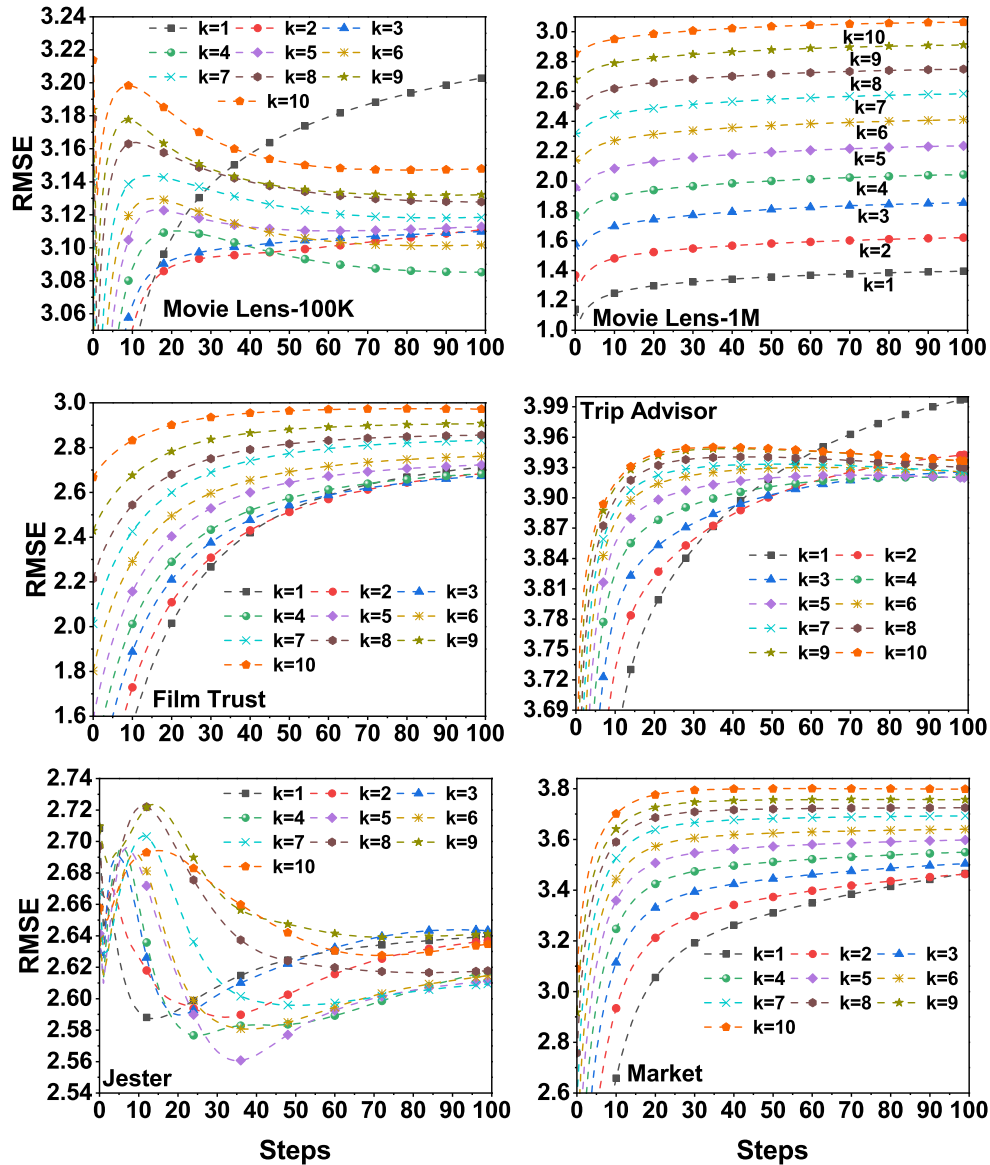 3.24
3.22
3.20
3.18
3.16
3.14
3.12
3.10
3.08
3.06
RMSE
k=1 k=2 k=3
k=4 k=5 k=6
k=7 k=8 k=9
k=10
Movie Lens-100K
0 10 20 30 40 50 60 70 80 90 100
3.0
2.8
2.6
2.4
2.2
2.0
1.8
1.6
1.4
1.2
1.0
k=10
k=9
k=8
k=7
k=6
k=5
k=4
k=3
k=2
k=1
Movie Lens-1M
0 10 20 30 40 50 60 70 80 90 100
3.0
2.8
2.6
2.4
2.2
2.0
1.8
1.6
RMSE
k=1 k=2 k=3
k=4 k=5 k=6
k=7 k=8 k=9
k=10
Film Trust
0 10 20 30 40 50 60 70 80 90 100
Trip Advisor
3.99
3.96
3.93
3.90
3.87
3.84
3.81
3.78
3.75
3.72
3.69
k=1 k=2
k=3 k=4
k=5 k=6
k=7 k=8
k=9 k=10
0 10 20 30 40 50 60 70 80 90 100
2.74
2.72
2.70
2.68
2.66
2.64
2.62
2.60
2.58
2.56
2.54
RMSE
k=1 k=2 k=3
k=4 k=5 k=6
k=7 k=8 k=9
k=10
Jester
0 10 20 30 40 50 60 70 80 90 100
Steps
3.8
3.6
3.4
3.2
3.0
2.8
2.6
k=1 k=2 k=3
k=4 k=5 k=6
k=7 k=8 k=9
k=10
Market
0 10 20 30 40 50 60 70 80 90 100
Steps